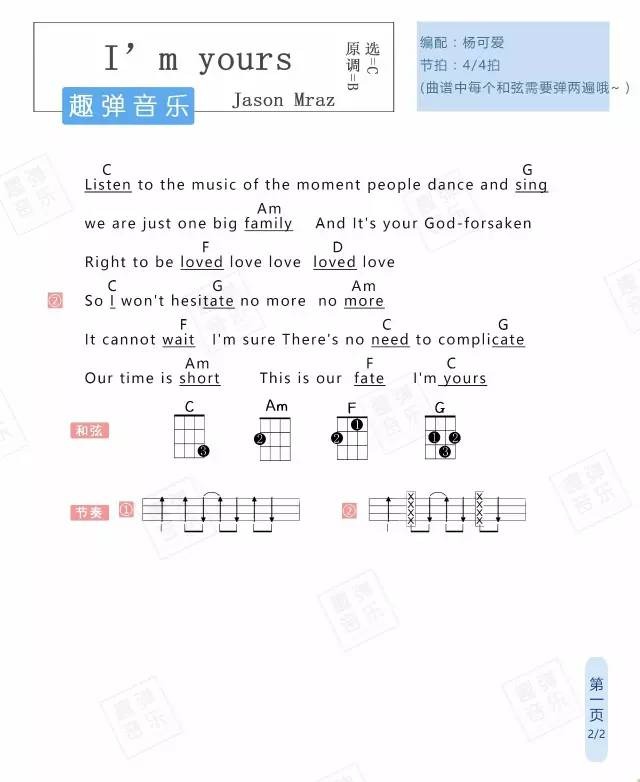 I'm yours
Jason Mraz
趣弹音乐
原调=B
选=C
编配：杨可爱
节拍：4/4拍
(曲谱中每个和弦需要弹两遍哦~)
C G
Listen to the music of the moment people dance and sing
Am
we are just one big family And It's your God-forsaken
F D
Right to be loved love love loved love
C G Am
② So I won't hesitate no more no more
F C G
It cannot wait I'm sure There's no need to complicate
Am F C
Our time is short This is our fate I'm yours
C Am F G
和弦 3 2 2 1 1 2 3
节奏 ① ②
第一页
2/2
趣弹音乐